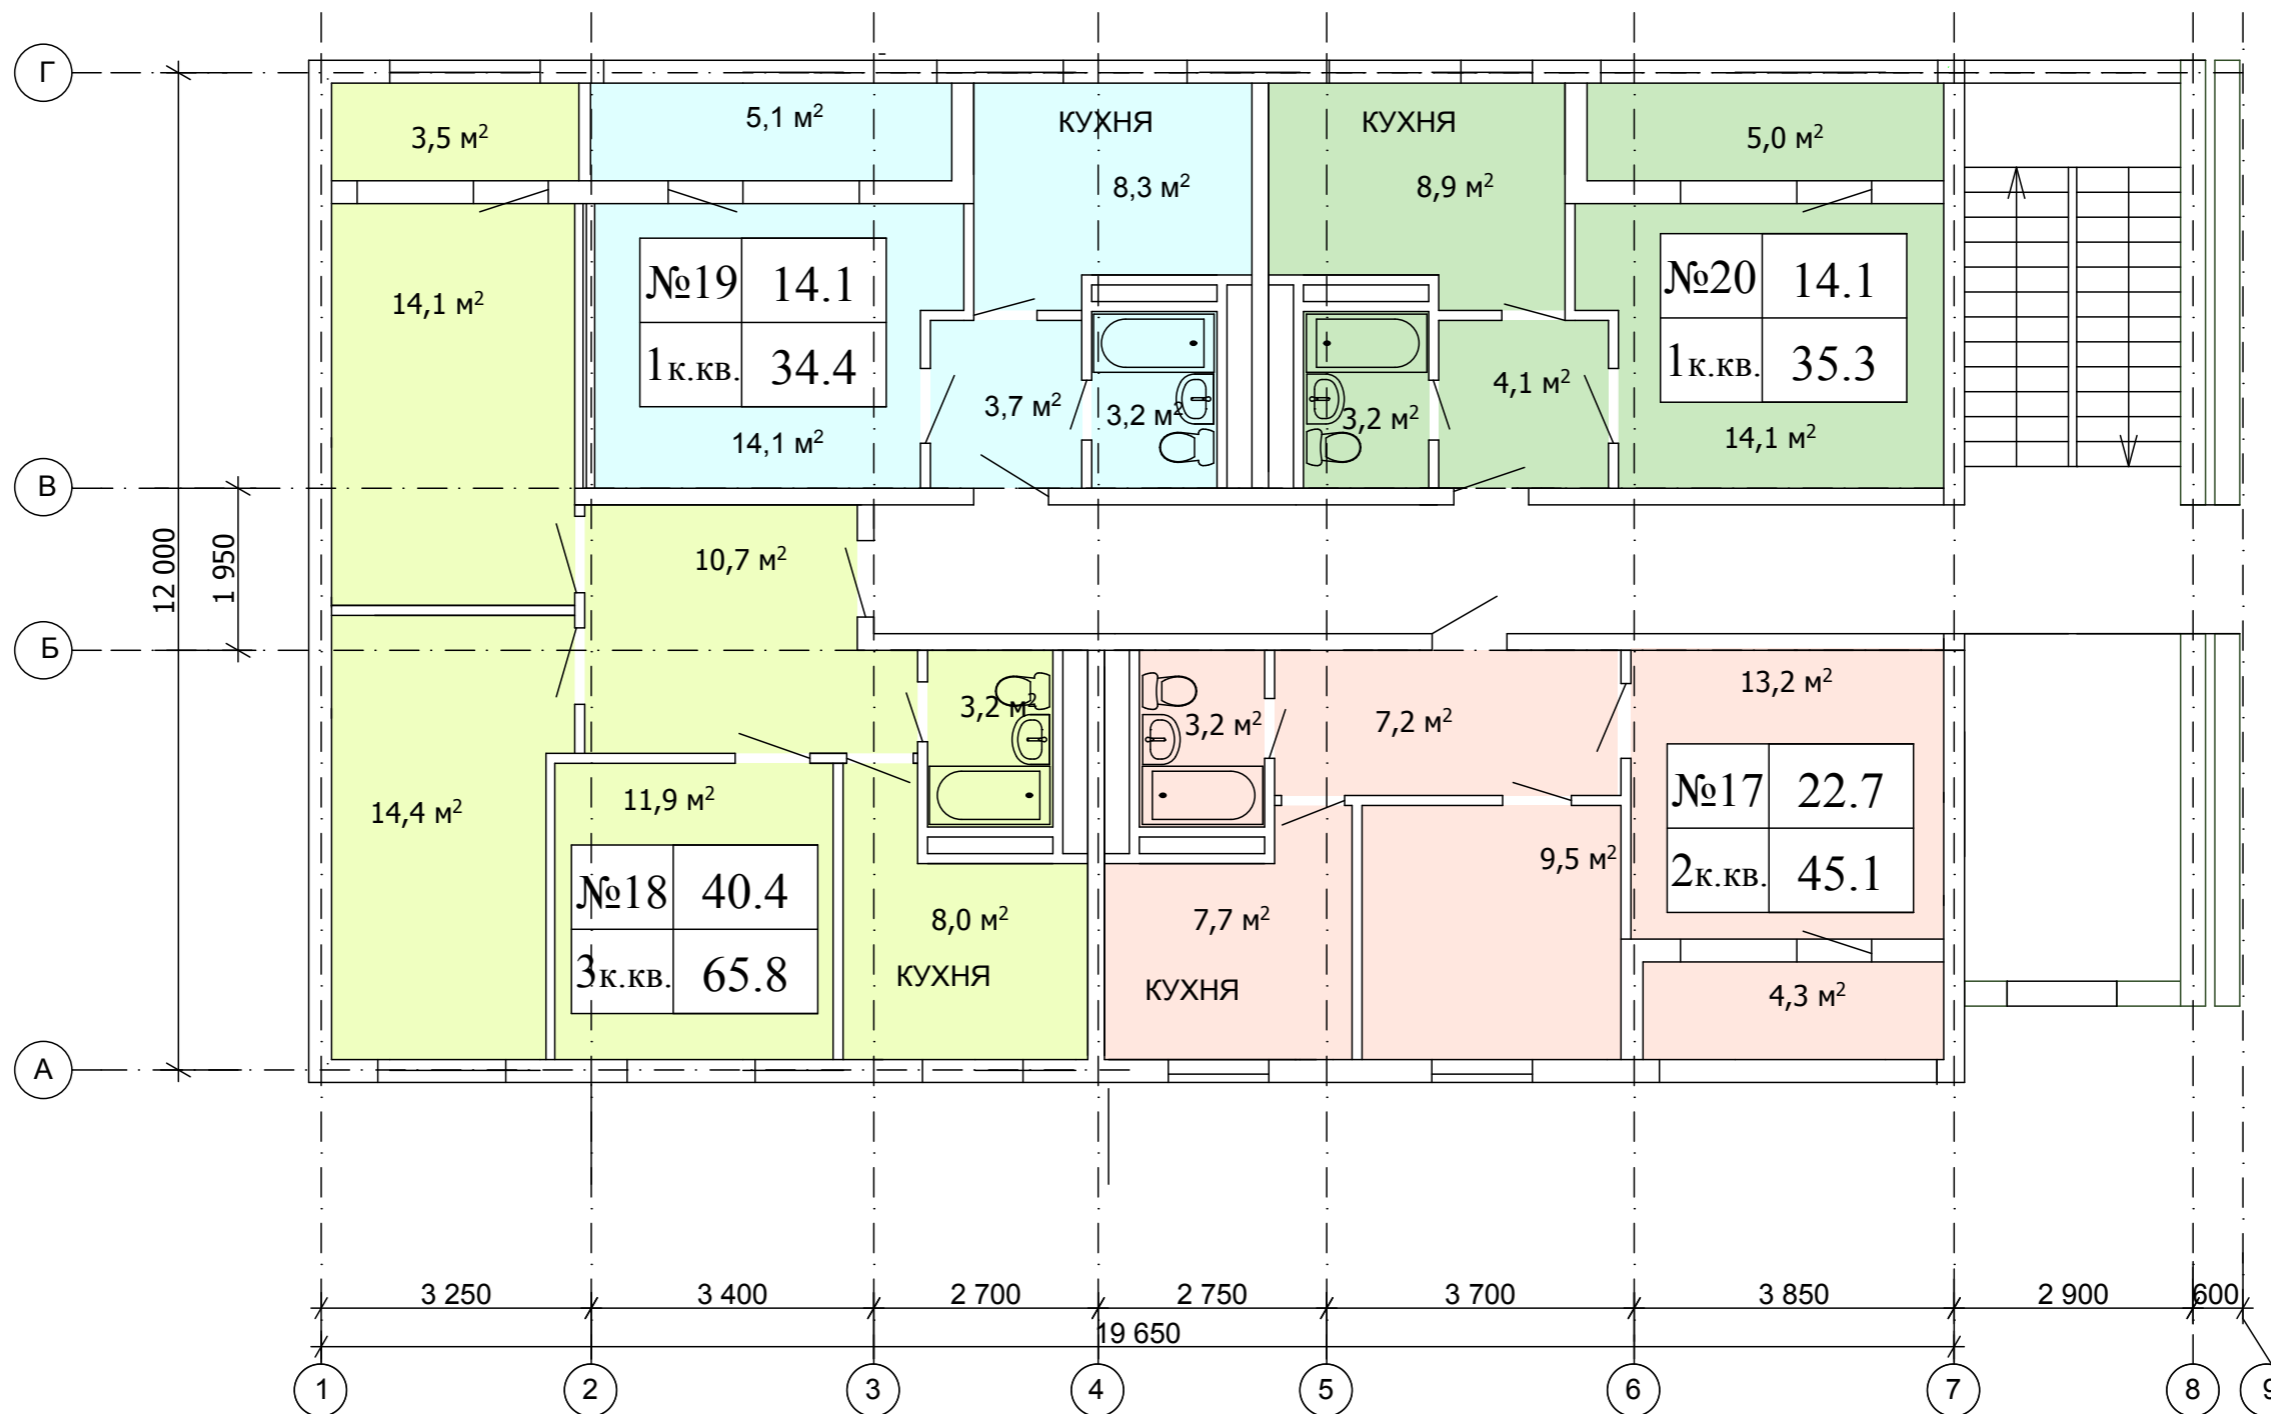 Г
3,5 м²
5,1 м²
КУХНЯ
8,3 м²
КУХНЯ
8,9 м²
5,0 м²
14,1 м²
№19 14.1
1к.кв. 34.4
14,1 м²
3,7 м²
3,2 м²
3,2 м²
4,1 м²
№20 14.1
1к.кв. 35.3
14,1 м²
В
12 000
1 950
10,7 м²
Б
3,2 м²
3,2 м²
7,2 м²
13,2 м²
14,4 м²
11,9 м²
№18 40.4
3к.кв. 65.8
8,0 м²
КУХНЯ
7,7 м²
КУХНЯ
9,5 м²
№17 22.7
2к.кв. 45.1
4,3 м²
А
3 250 3 400 2 700 2 750 3 700 3 850 2 900 600
19 650
1 2 3 4 5 6 7 8 9